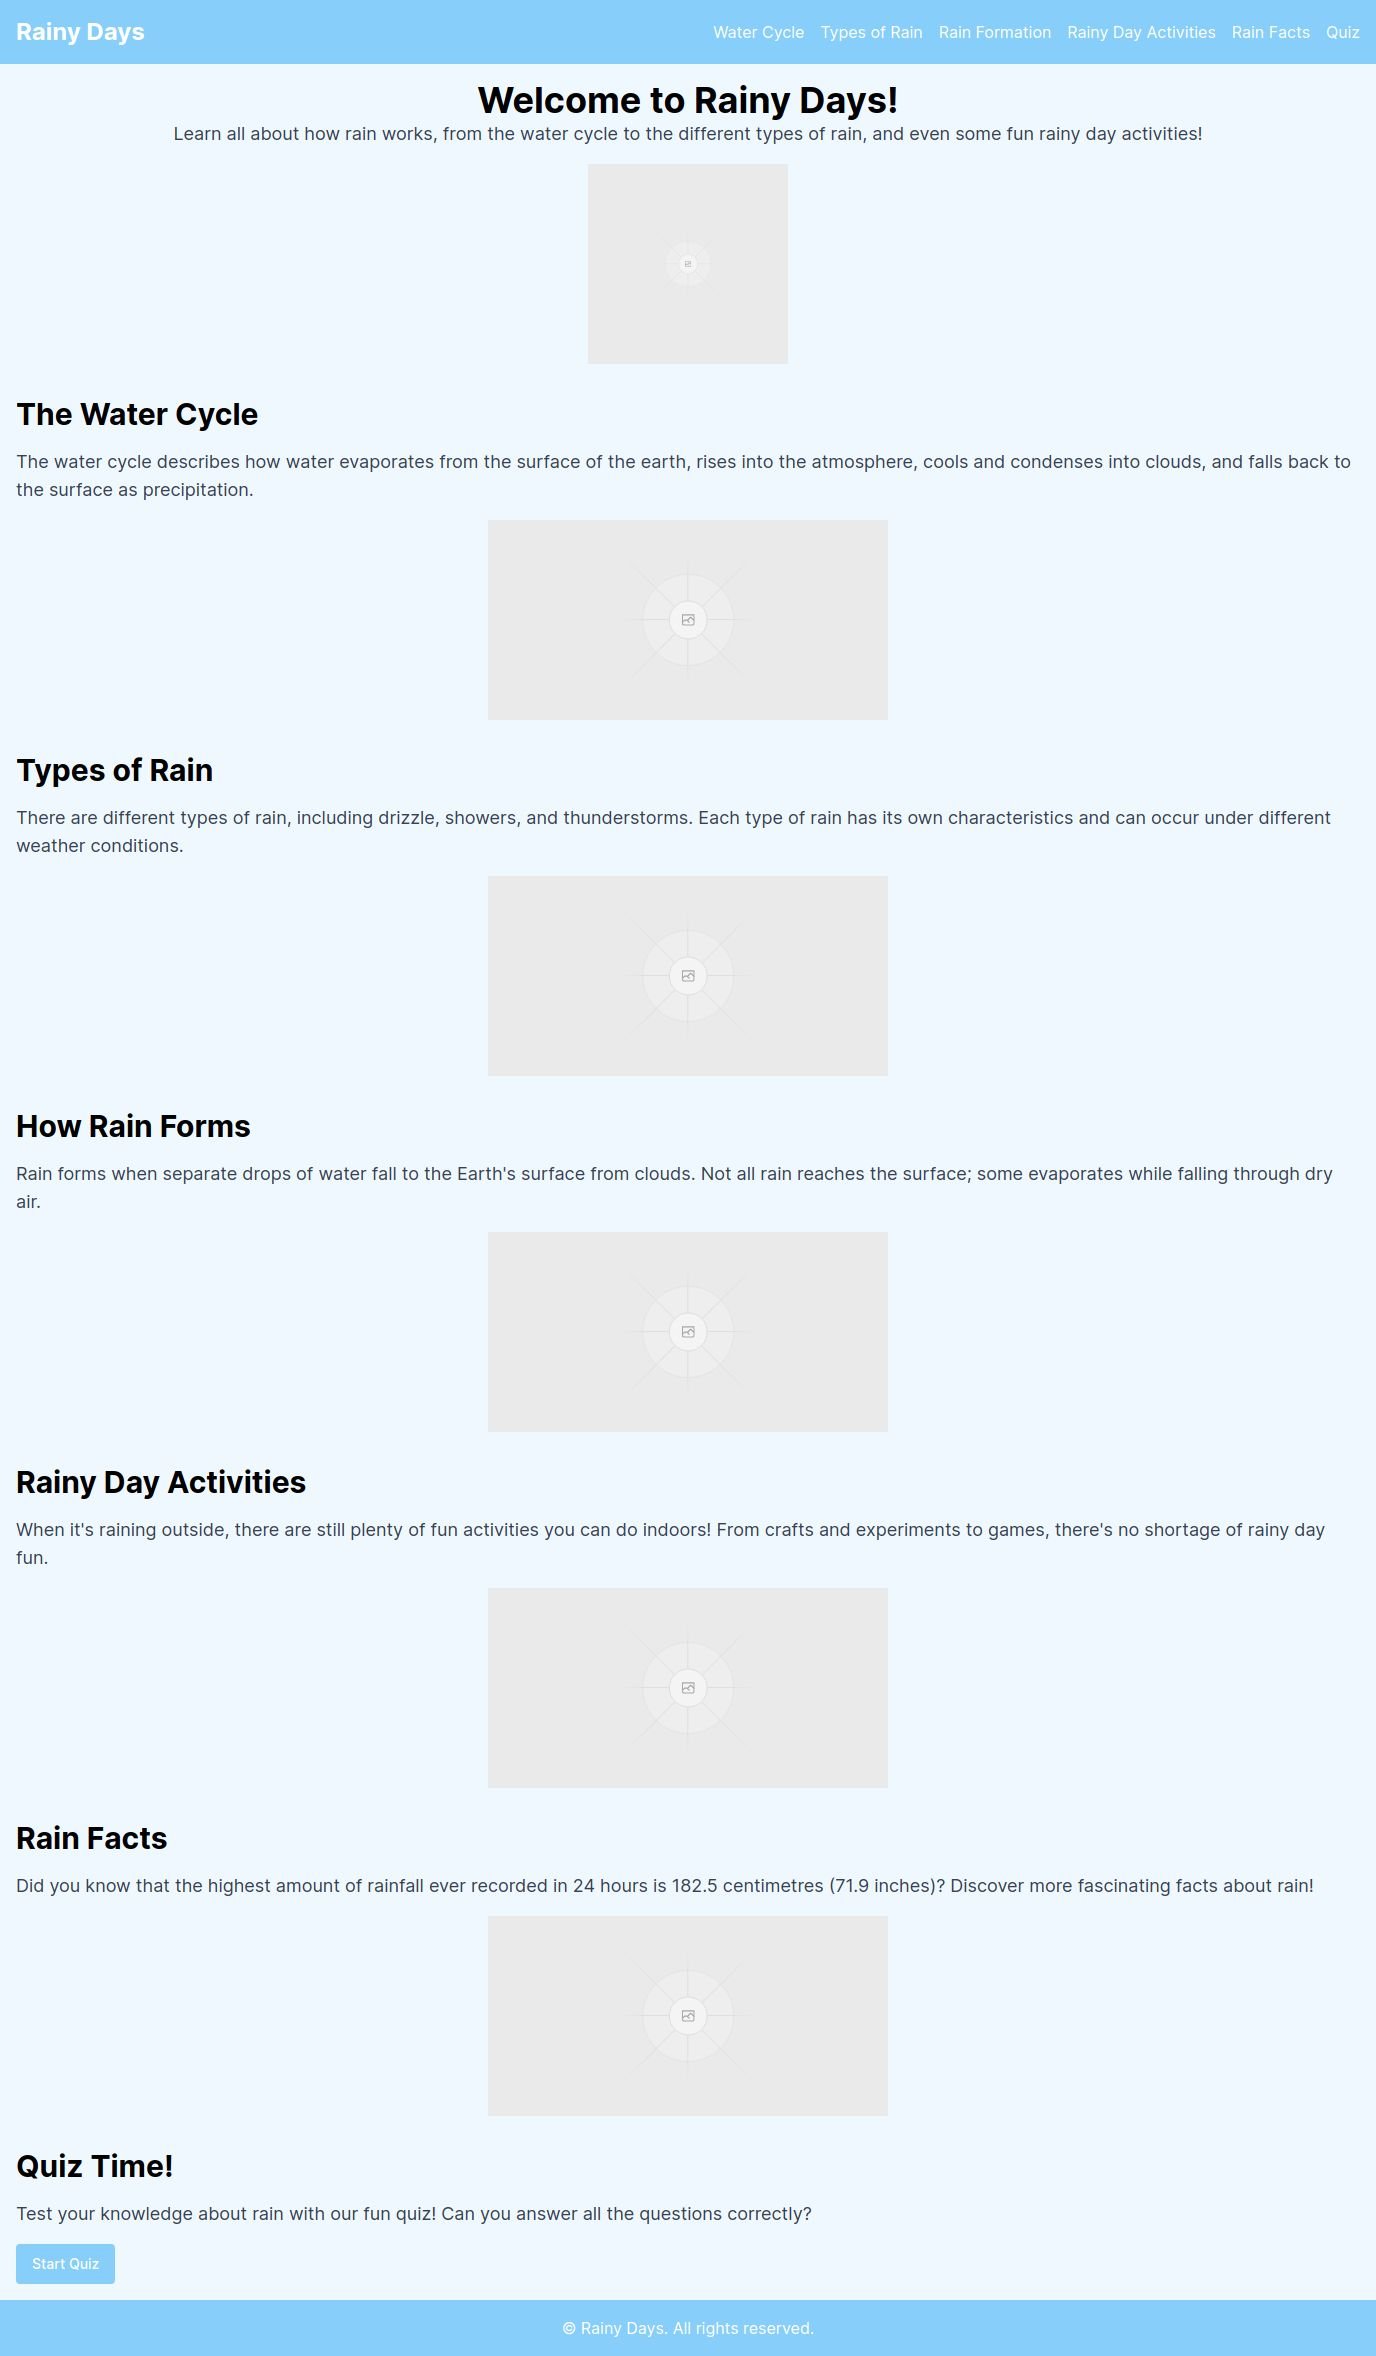 Rainy Days
Water Cycle Types of Rain Rain Formation Rainy Day Activities Rain Facts Quiz
Welcome to Rainy Days!
Learn all about how rain works, from the water cycle to the different types of rain, and even some fun rainy day activities!
The Water Cycle
The water cycle describes how water evaporates from the surface of the earth, rises into the atmosphere, cools and condenses into clouds, and falls back to
the surface as precipitation.
Types of Rain
There are different types of rain, including drizzle, showers, and thunderstorms. Each type of rain has its own characteristics and can occur under different
weather conditions.
How Rain Forms
Rain forms when separate drops of water fall to the Earth's surface from clouds. Not all rain reaches the surface; some evaporates while falling through dry
air.
Rainy Day Activities
When it's raining outside, there are still plenty of fun activities you can do indoors! From crafts and experiments to games, there's no shortage of rainy day
fun.
Rain Facts
Did you know that the highest amount of rainfall ever recorded in 24 hours is 182.5 centimetres (71.9 inches)? Discover more fascinating facts about rain!
Quiz Time!
Test your knowledge about rain with our fun quiz! Can you answer all the questions correctly?
Start Quiz
© Rainy Days. All rights reserved.